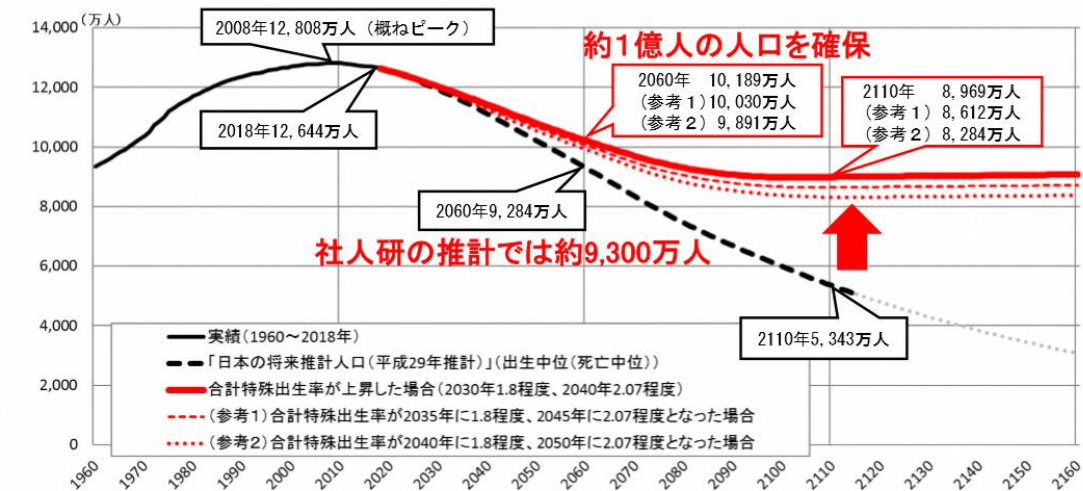 (万人)
14,000
12,000
10,000
8,000
6,000
4,000
2,000
0
2008年12,808万人（概ねピーク）
約1億人の人口を確保
2060年 10,189万人
(参考1)10,030万人
(参考2) 9,891万人
2110年 8,969万人
(参考1) 8,612万人
(参考2) 8,284万人
2018年12,644万人
2060年9,284万人
社人研の推計では約9,300万人
2110年5,343万人
実績(1960～2018年)
「日本の将来推計人口(平成29年推計)」(出生中位(死亡中位))
合計特殊出生率が上昇した場合(2030年1.8程度、2040年2.07程度)
(参考1)合計特殊出生率が2035年に1.8程度、2045年に2.07程度となった場合
(参考2)合計特殊出生率が2040年に1.8程度、2050年に2.07程度となった場合
1960 1970 1980 1990 2000 2010 2020 2030 2040 2050 2060 2070 2080 2090 2100 2110 2120 2130 2140 2150 2160